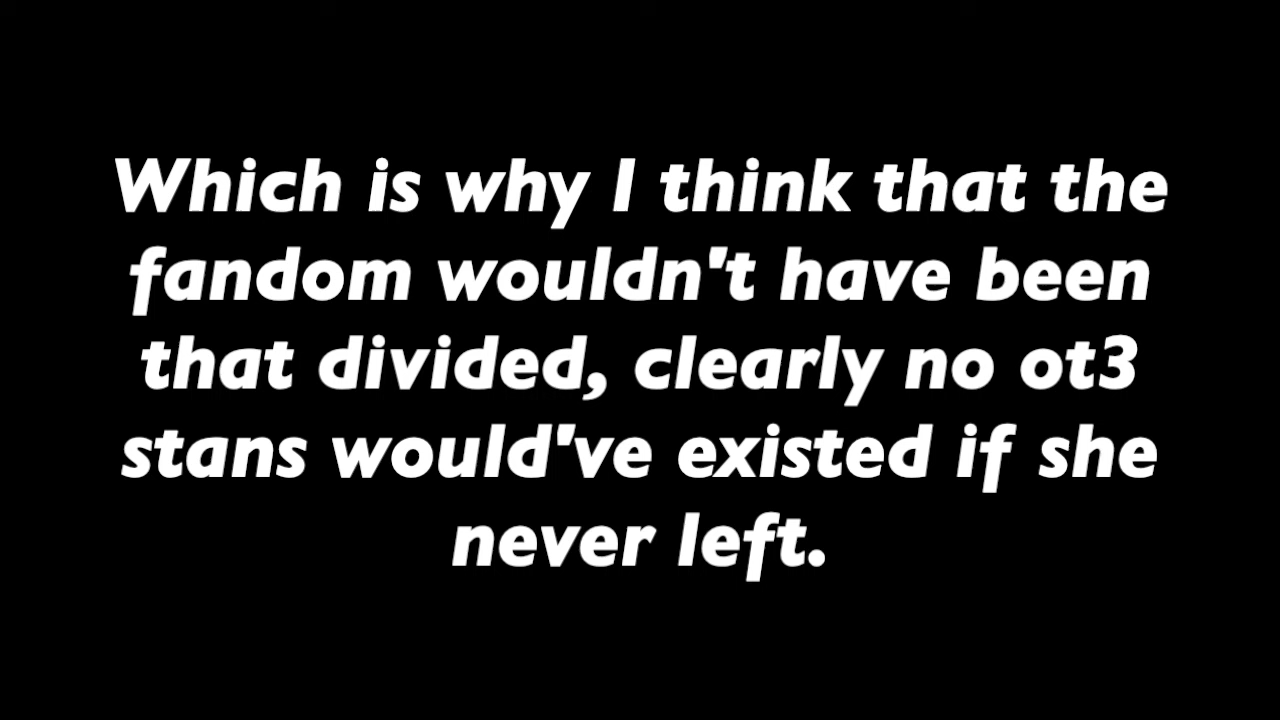 Which is why I think that the
fandom wouldn't have been
that divided, clearly no ot3
stans would've existed if she
never left.